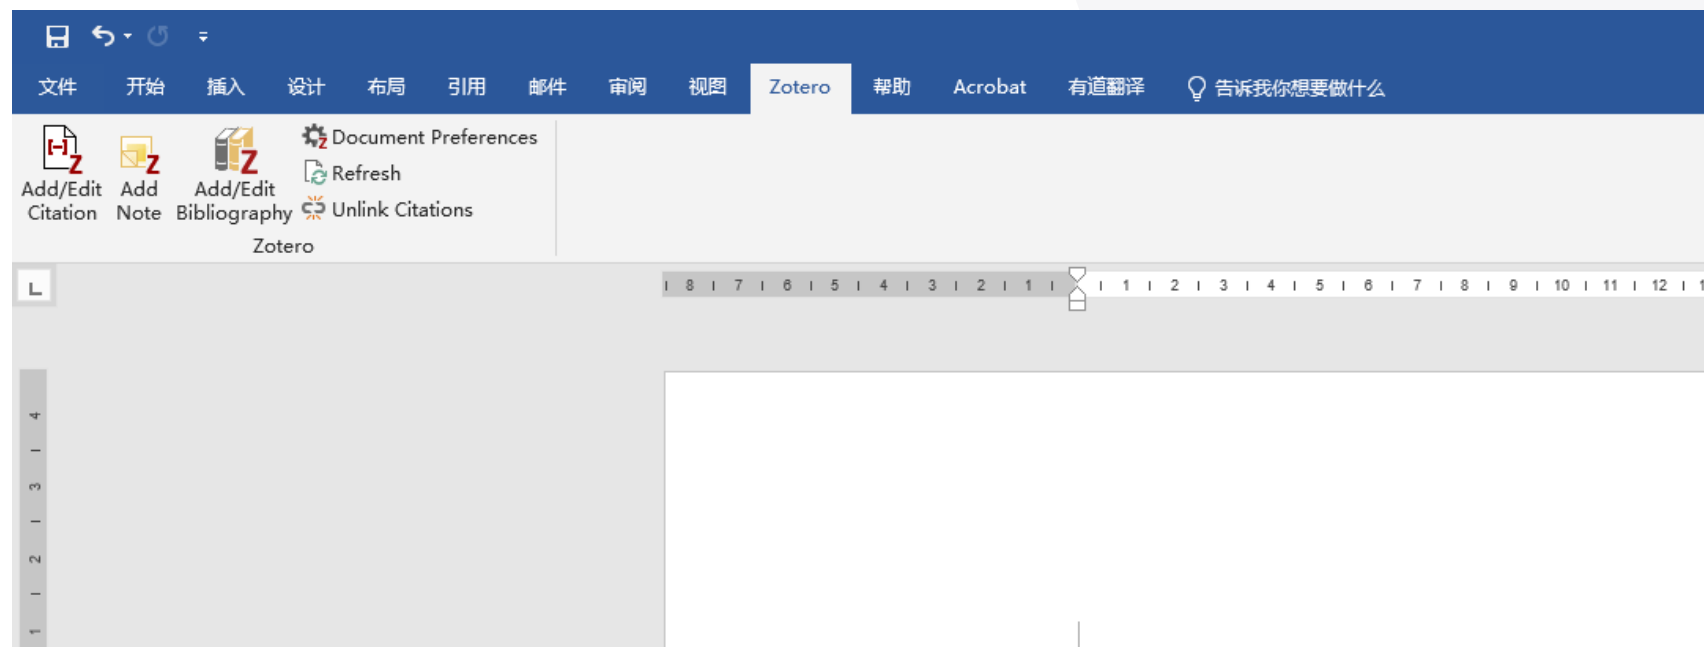 文件 开始 插入 设计 布局 引用 邮件 审阅 视图 Zotero 帮助 Acrobat 有道翻译 告诉我你想要做什么
Add/Edit Citation
Add Note
Add/Edit Bibliography
Document Preferences
Refresh
Unlink Citations
Zotero
L
8 7 6 5 4 3 2 1 1 2 3 4 5 6 7 8 9 10 11 12 1
4
3
2
1